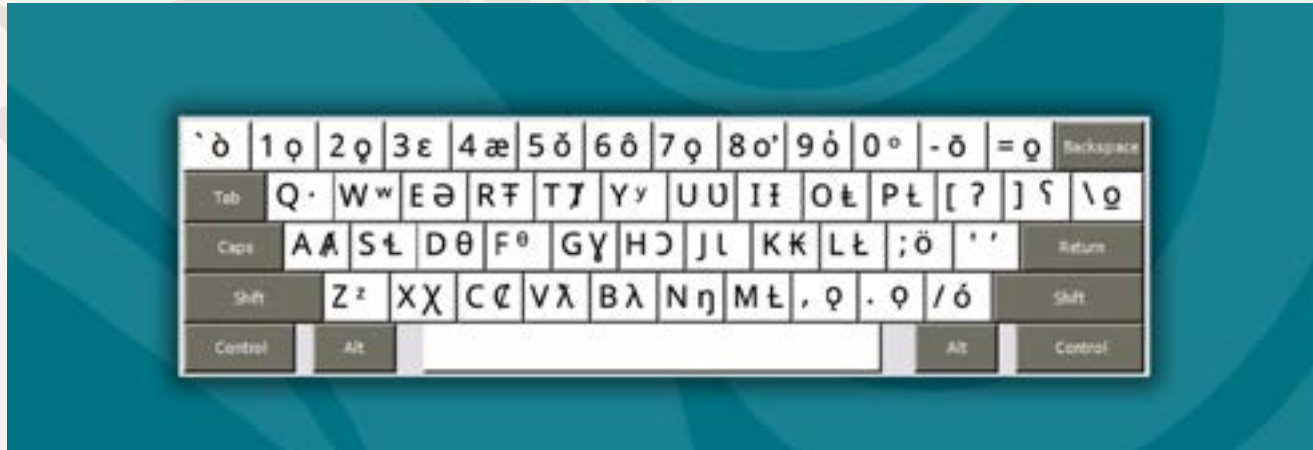 ` ò 1 ọ 2 ǫ 3 ɛ 4 æ 5 ǒ 6 ô 7 ọ 8 o' 9 ȯ 0 ° - ō = o̱ Backspace
Tab Q · W ʷ E Ə R Ŧ T Y ʸ U Ʋ I Ɨ O P Ł [ ? ] ʕ \ o̲
Caps A Ⱥ S Ł D θ F ᶿ G Ɣ H Ɔ J Ɩ K L Ł ; ö ' ′ Return
Shift Z ᶻ X Ꭓ C Ȼ V ƛ B λ N ŋ M Ł , . / ó Shift
Control Alt Alt Control